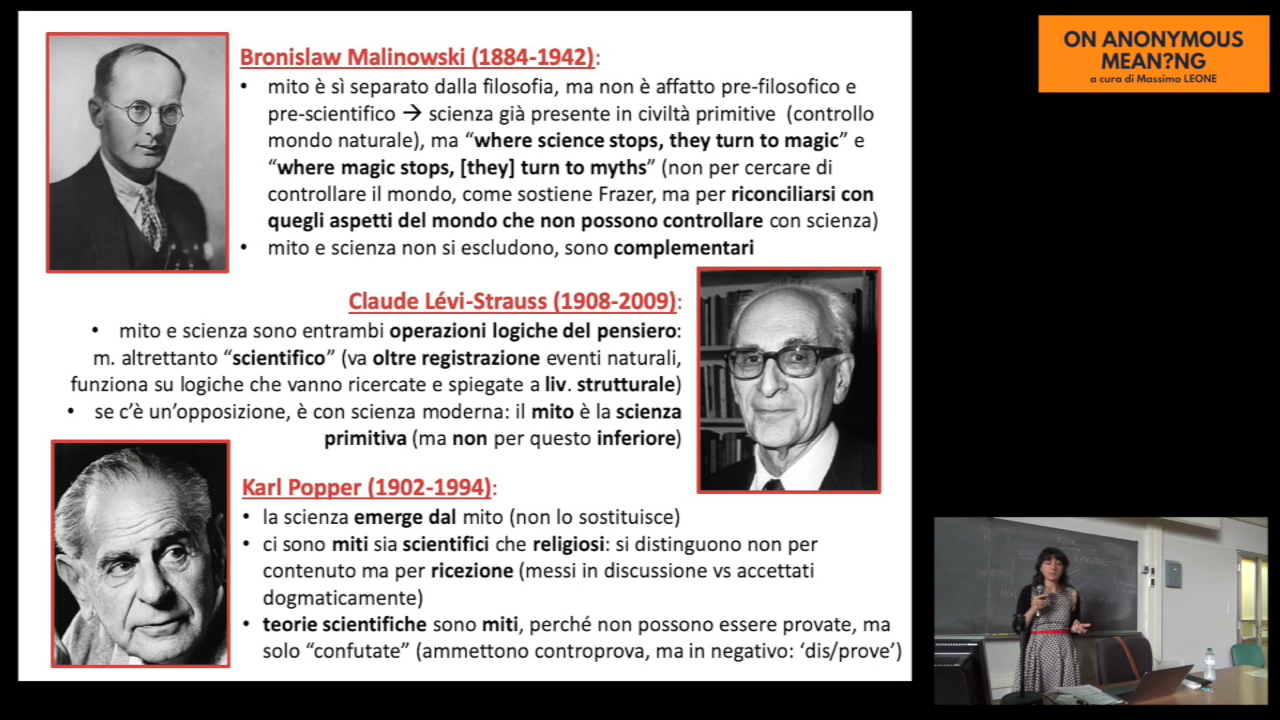 Bronislaw Malinowski (1884-1942):
• mito è sì separato dalla filosofia, ma non è affatto pre-filosofico e
pre-scientifico → scienza già presente in civiltà primitive (controllo
mondo naturale), ma “where science stops, they turn to magic” e
“where magic stops, [they] turn to myths” (non per cercare di
controllare il mondo, come sostiene Frazer, ma per riconciliarsi con
quegli aspetti del mondo che non possono controllare con scienza)
• mito e scienza non si escludono, sono complementari
Claude Lévi-Strauss (1908-2009):
• mito e scienza sono entrambi operazioni logiche del pensiero:
m. altrettanto “scientifico” (va oltre registrazione eventi naturali,
funziona su logiche che vanno ricercate e spiegate a liv. strutturale)
• se c’è un’opposizione, è con scienza moderna: il mito è la scienza
primitiva (ma non per questo inferiore)
Karl Popper (1902-1994):
• la scienza emerge dal mito (non lo sostituisce)
• ci sono miti sia scientifici che religiosi: si distinguono non per
contenuto ma per ricezione (messi in discussione vs accettati
dogmaticamente)
• teorie scientifiche sono miti, perché non possono essere provate, ma
solo “confutate” (ammettono controprova, ma in negativo: ‘dis/prove’)
ON ANONYMOUS
MEAN?NG
a cura di Massimo LEONE